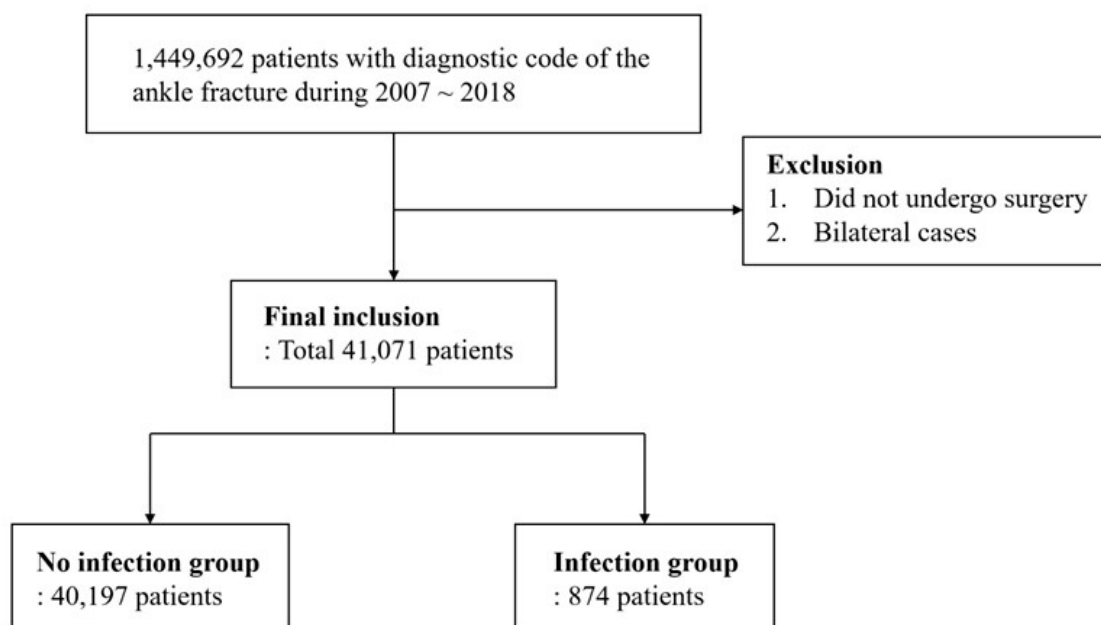 1,449,692 patients with diagnostic code of the
ankle fracture during 2007 ~ 2018
Exclusion
1. Did not undergo surgery
2. Bilateral cases
Final inclusion
: Total 41,071 patients
No infection group
: 40,197 patients
Infection group
: 874 patients